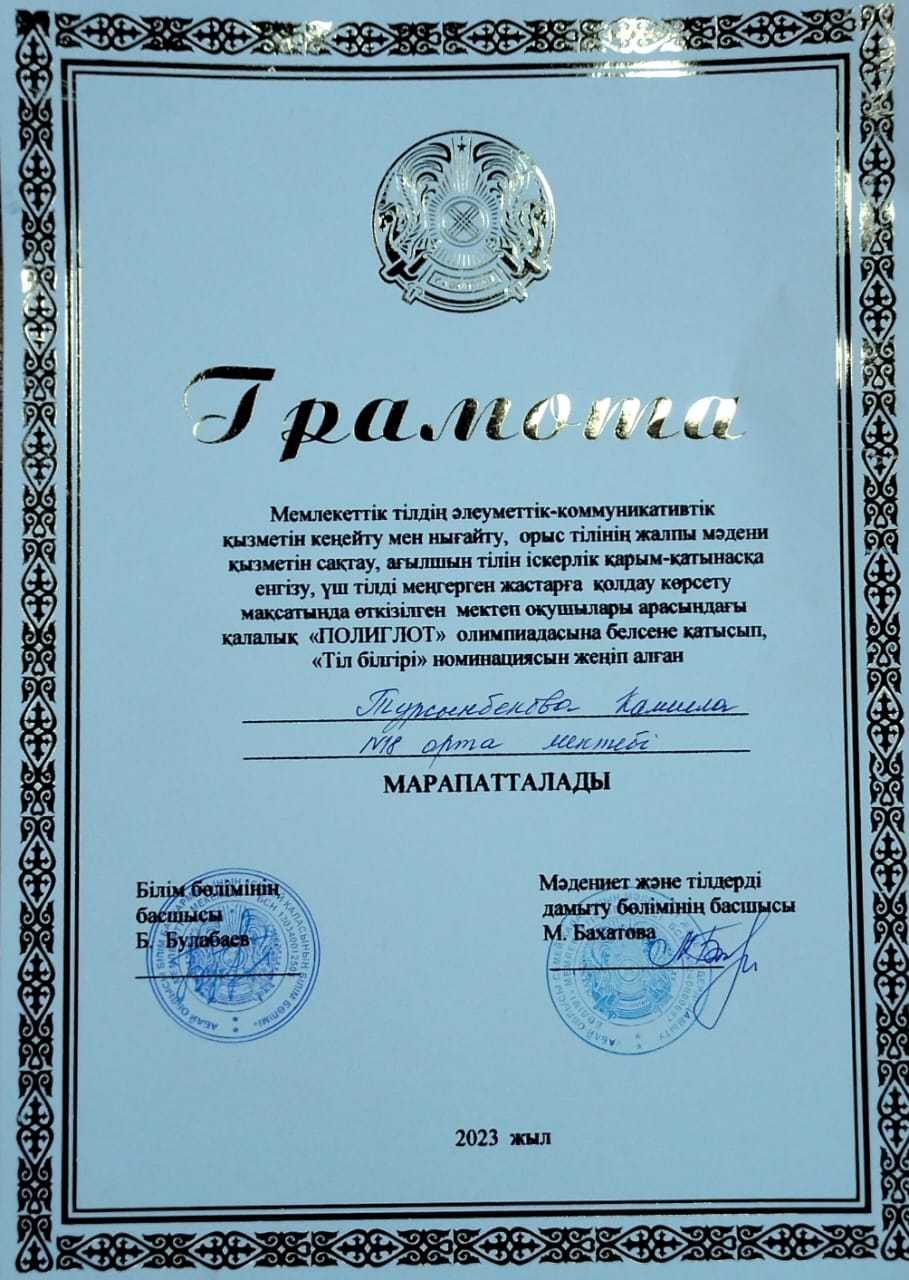 Грамота
Мемлекеттік тілдің әлеуметтік-коммуникативтік
қызметін кеңейту мен нығайту, орыс тілінің жалпы мәдени
қызметін сақтау, ағылшын тілін іскерлік қарым-қатынасқа
енгізу, үш тілді меңгерген жастарға қолдау көрсету
мақсатында өткізілген мектеп оқушылары арасындағы
қалалық «ПОЛИГЛОТ» олимпиадасына белсене қатысып,
«Тіл білгірі» номинациясын жеңіп алған
Турсынбекова Камила
№18 орта мектебі
МАРАПАТТАЛАДЫ
Білім бөлімінің
басшысы
Б. Булабаев
Мәдениет және тілдерді
дамыту бөлімінің басшысы
М. Бахатова
2023 жыл